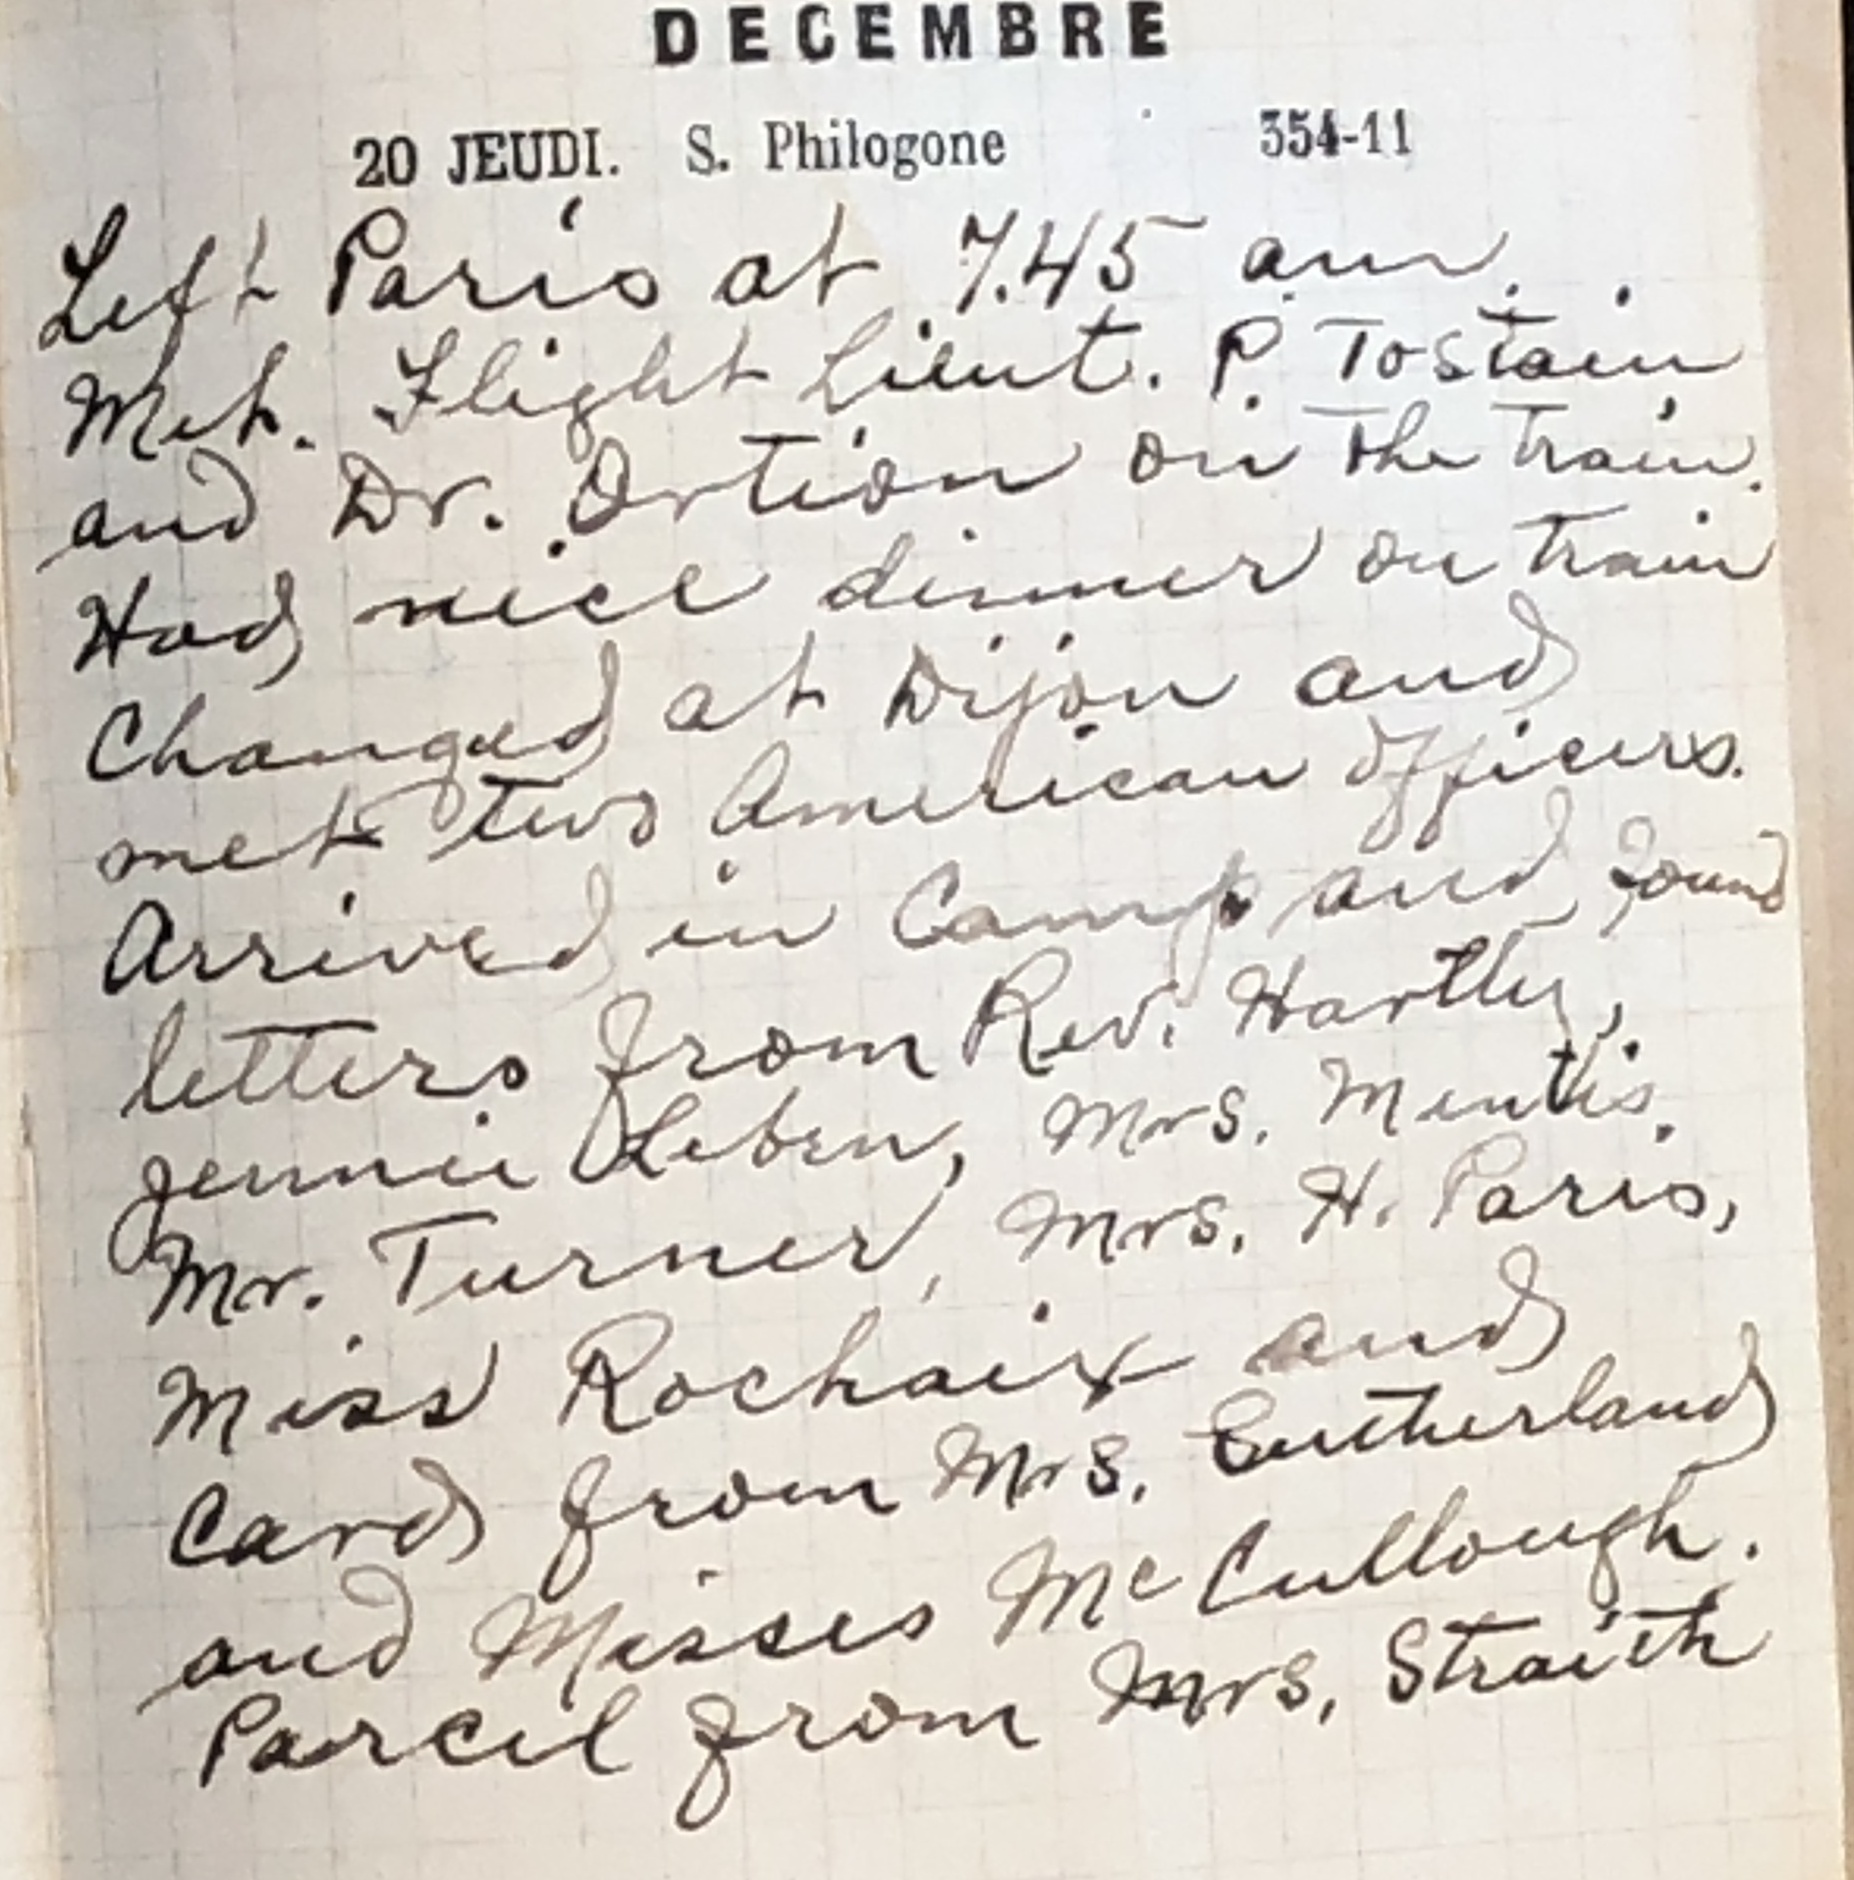 DECEMBRE
20 JEUDI. S. Philogone 354-11
Left Paris at 7.45 am.
Met. Flight Lieut. P. Tostain
and Dr. Ortion on the train.
Had nice dinner on train
Changed at Dijon and
met two American officers.
Arrived in Camp and found
letters from Rev. Hartley,
Jennie Leben, Mrs. Menthis.
Mr. Turner, Mrs. H. Paris,
Miss Rochaix and
Card from Mrs. Sutherland
and Misses McCullough.
Parcel from Mrs. Straith